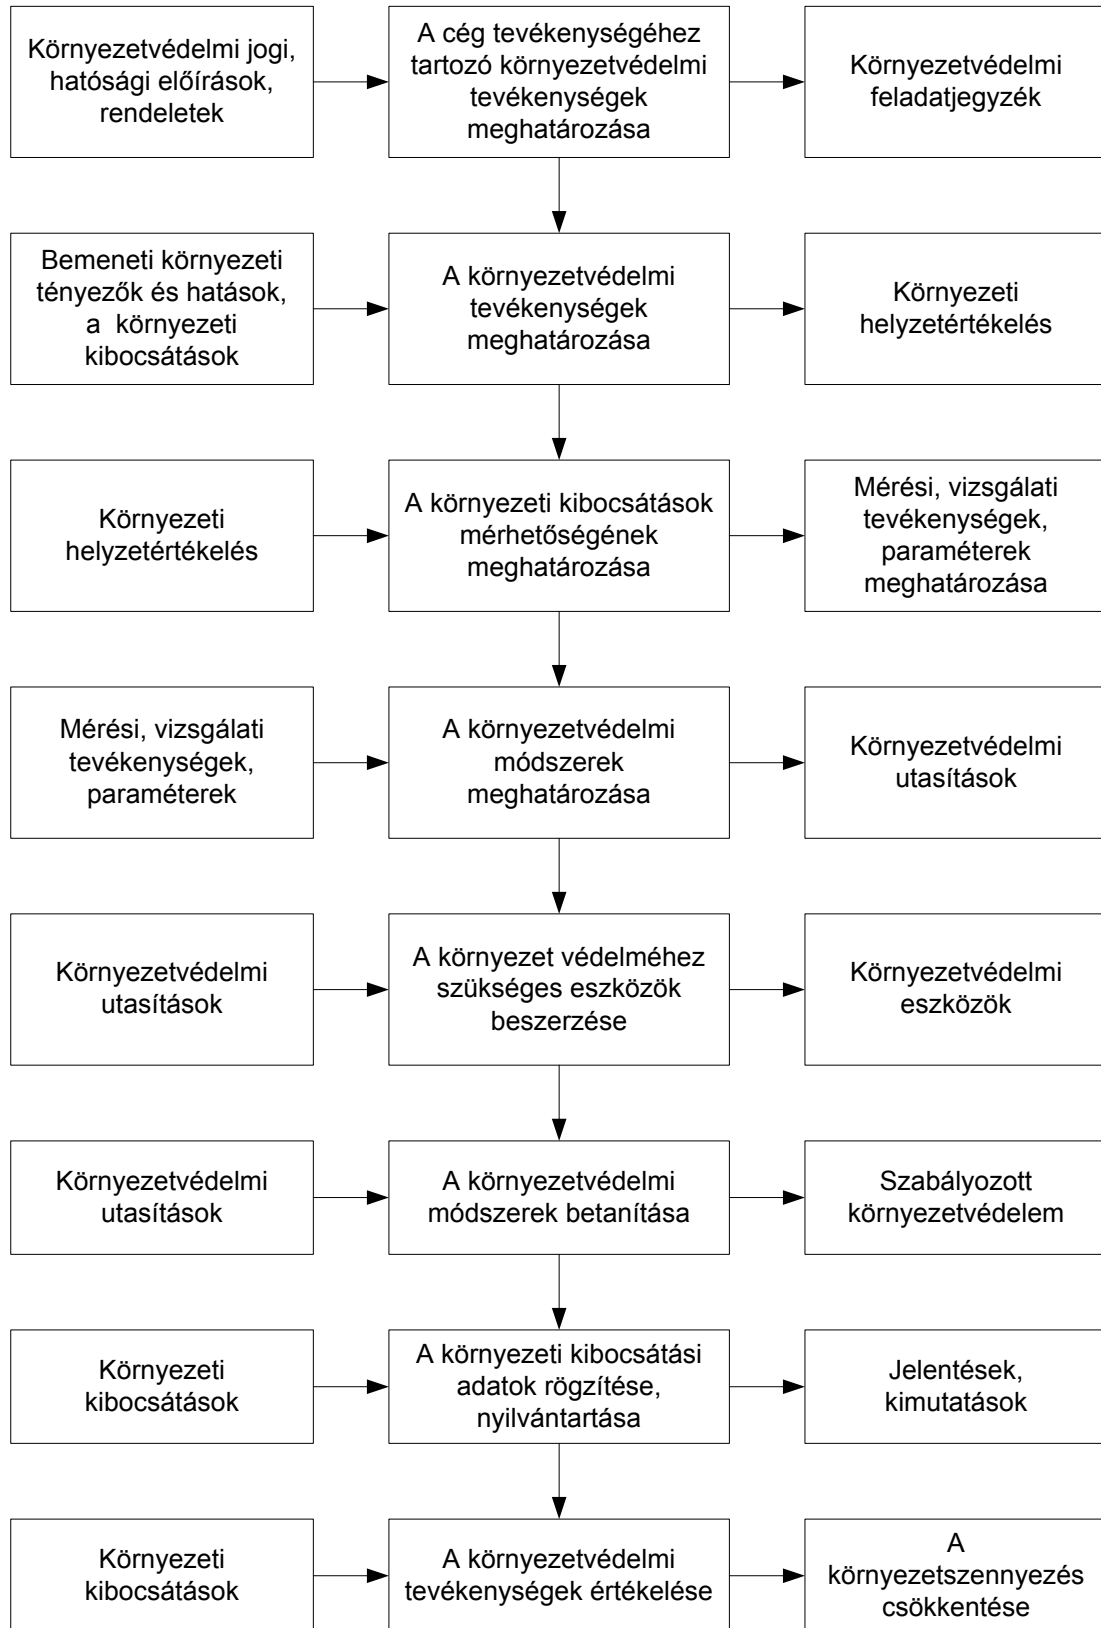 Környezetvédelmi jogi,
hatósági előírások,
rendeletek
A cég tevékenységéhez
tartozó környezetvédelmi
tevékenységek
meghatározása
Környezetvédelmi
feladatjegyzék
Bemeneti környezeti
tényezők és hatások,
a környezeti
kibocsátások
A környezetvédelmi
tevékenységek
meghatározása
Környezeti
helyzetértékelés
Környezeti
helyzetértékelés
A környezeti kibocsátások
mérhetőségének
meghatározása
Mérési, vizsgálati
tevékenységek,
paraméterek
meghatározása
Mérési, vizsgálati
tevékenységek,
paraméterek
A környezetvédelmi
módszerek
meghatározása
Környezetvédelmi
utasítások
Környezetvédelmi
utasítások
A környezet védelméhez
szükséges eszközök
beszerzése
Környezetvédelmi
eszközök
Környezetvédelmi
utasítások
A környezetvédelmi
módszerek betanítása
Szabályozott
környezetvédelem
Környezeti
kibocsátások
A környezeti kibocsátási
adatok rögzítése,
nyilvántartása
Jelentések,
kimutatások
Környezeti
kibocsátások
A környezetvédelmi
tevékenységek értékelése
A
környezetszennyezés
csökkentése